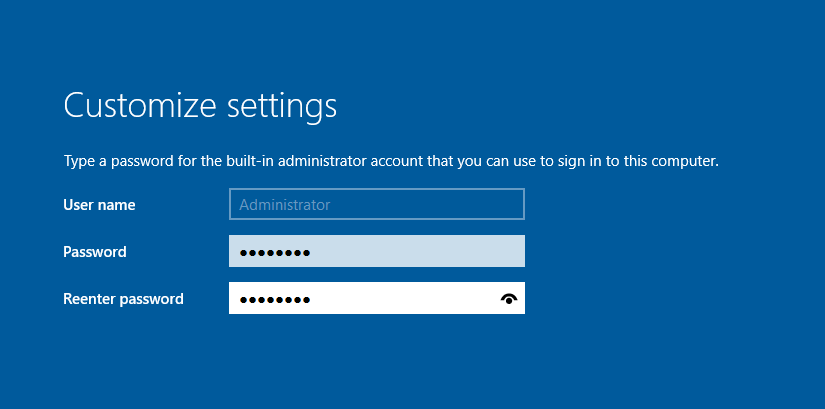 Customize settings
Type a password for the built-in administrator account that you can use to sign in to this computer.
User name Administrator
Password ●●●●●●●●
Reenter password ●●●●●●●●